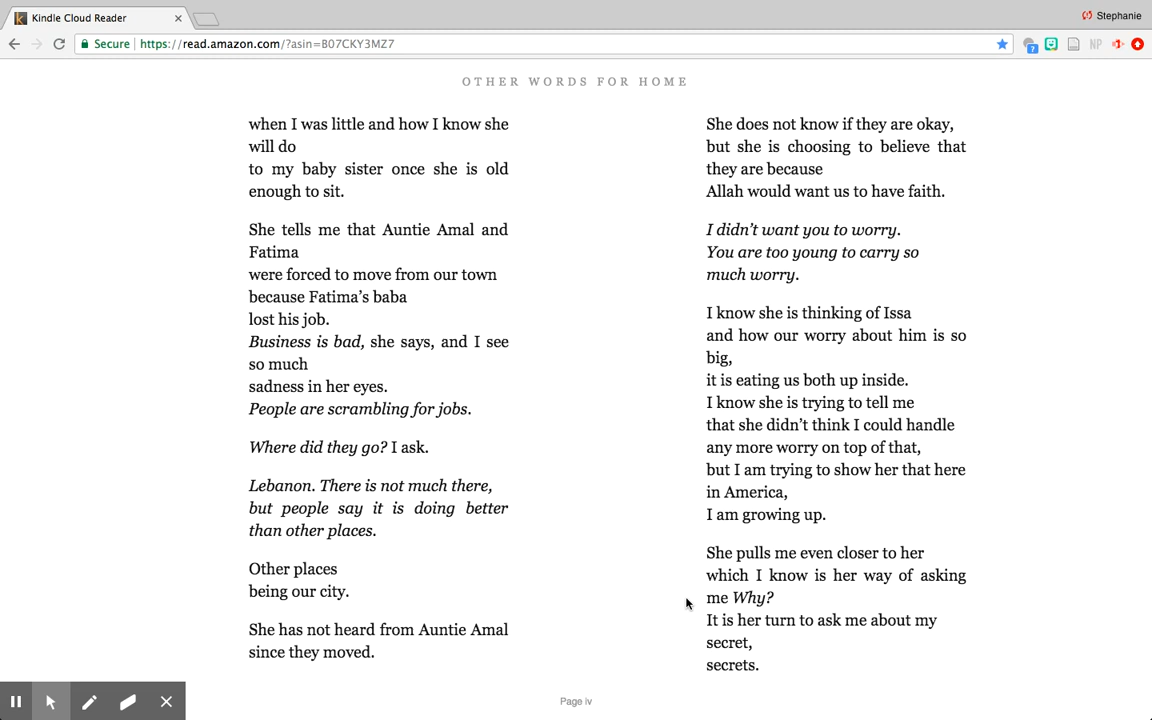 Kindle Cloud Reader
Stephanie
Secure
https://read.amazon.com/?asin=B07CKY3MZ7
?
NP
OTHER WORDS FOR HOME
when I was little and how I know she
will do
to my baby sister once she is old
enough to sit.
She tells me that Auntie Amal and
Fatima
were forced to move from our town
because Fatima's baba
lost his job.
Business is bad, she says, and I see
so much
sadness in her eyes.
People are scrambling for jobs.
Where did they go? I ask.
Lebanon. There is not much there,
but people say it is doing better
than other places.
Other places
being our city.
She has not heard from Auntie Amal
since they moved.
She does not know if they are okay,
but she is choosing to believe that
they are because
Allah would want us to have faith.
I didn't want you to worry.
You are too young to carry so
much worry.
I know she is thinking of Issa
and how our worry about him is so
big,
it is eating us both up inside.
I know she is trying to tell me
that she didn't think I could handle
any more worry on top of that,
but I am trying to show her that here
in America,
I am growing up.
She pulls me even closer to her
which I know is her way of asking
me Why?
It is her turn to ask me about my
secret,
secrets.
Page iv